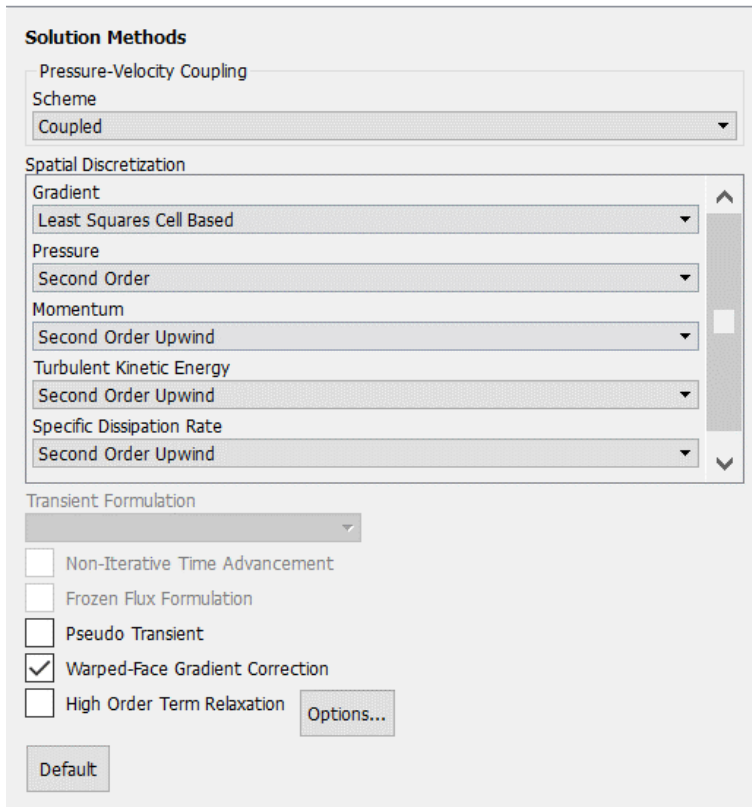 Solution Methods
Pressure-Velocity Coupling
Scheme
Coupled
Spatial Discretization
Gradient
Least Squares Cell Based
Pressure
Second Order
Momentum
Second Order Upwind
Turbulent Kinetic Energy
Second Order Upwind
Specific Dissipation Rate
Second Order Upwind
Transient Formulation
Non-Iterative Time Advancement
Frozen Flux Formulation
Pseudo Transient
Warped-Face Gradient Correction
High Order Term Relaxation Options...
Default